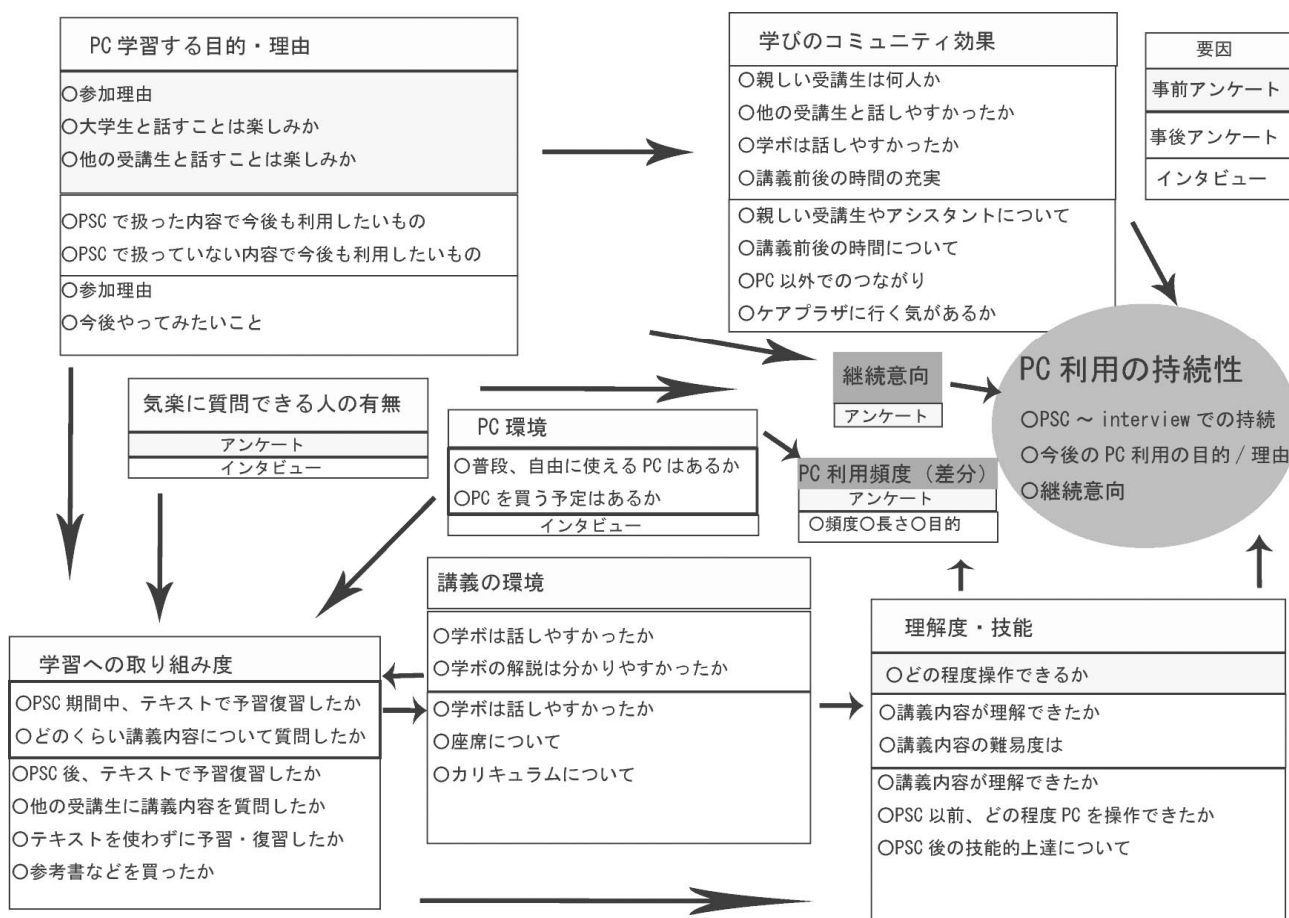 PC 学習する目的・理由
○参加理由
○大学生と話すことは楽しみか
○他の受講生と話すことは楽しみか
○PSC で扱った内容で今後も利用したいもの
○PSC で扱っていない内容で今後も利用したいもの
○参加理由
○今後やってみたいこと
学びのコミュニティ効果
○親しい受講生は何人か
○他の受講生と話しやすかったか
○学ボは話しやすかったか
○講義前後の時間の充実
○親しい受講生やアシスタントについて
○講義前後の時間について
○PC 以外でのつながり
○ケアプラザに行く気があるか
要因
事前アンケート
事後アンケート
インタビュー
気楽に質問できる人の有無
アンケート
インタビュー
PC 環境
○普段、自由に使える PC はあるか
○PC を買う予定はあるか
インタビュー
継続意向
アンケート
PC 利用頻度（差分）
アンケート
○頻度○長さ○目的
PC 利用の持続性
○PSC ～ interview での持続
○今後の PC 利用の目的 / 理由
○継続意向
学習への取り組み度
○PSC 期間中、テキストで予習復習したか
○どのくらい講義内容について質問したか
○PSC 後、テキストで予習復習したか
○他の受講生に講義内容を質問したか
○テキストを使わずに予習・復習したか
○参考書などを買ったか
講義の環境
○学ボは話しやすかったか
○学ボの解説は分かりやすかったか
○学ボは話しやすかったか
○座席について
○カリキュラムについて
理解度・技能
○どの程度操作できるか
○講義内容が理解できたか
○講義内容の難易度は
○講義内容が理解できたか
○PSC 以前、どの程度 PC を操作できたか
○PSC 後の技能的上達について